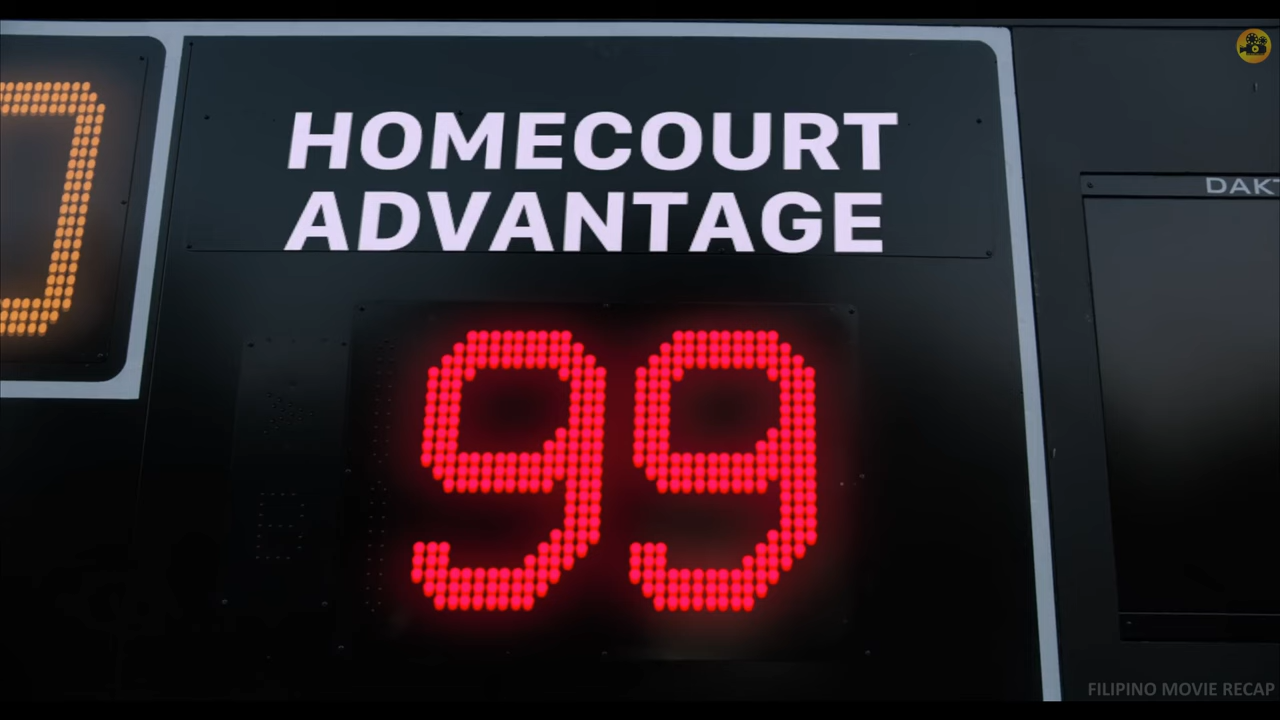 HOMECOURT
ADVANTAGE
DAKT
99
FILIPINO MOVIE RECAP